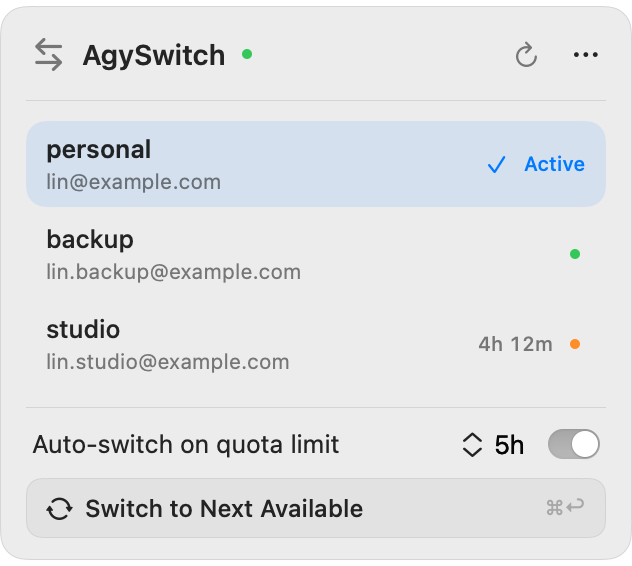 AgySwitch
personal
lin@example.com
Active
backup
lin.backup@example.com
studio
lin.studio@example.com
4h 12m
Auto-switch on quota limit 5h
Switch to Next Available ⌘↩